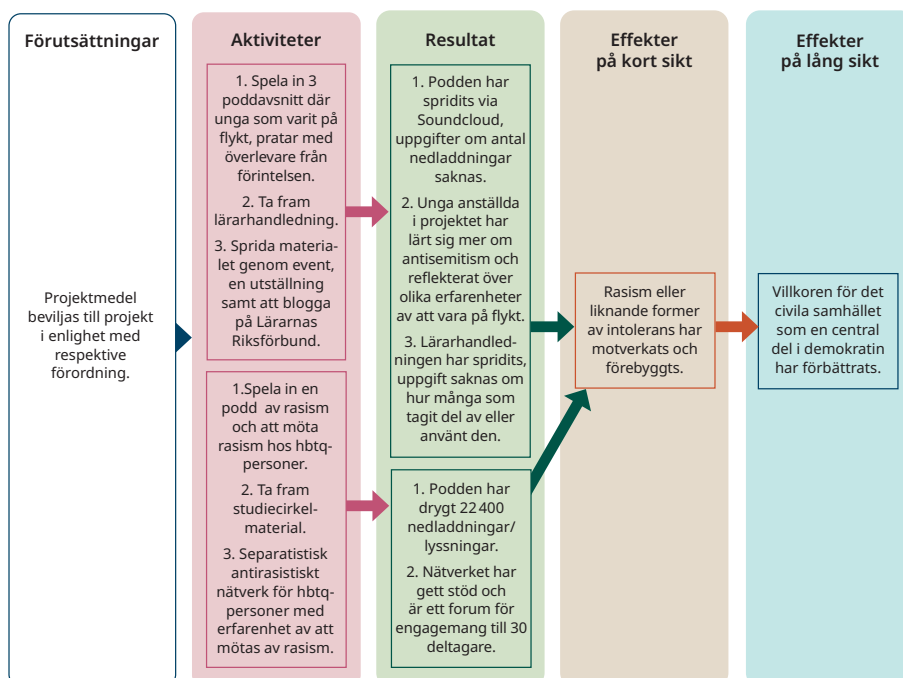 Förutsättningar
Projektmedel
beviljas till projekt
i enlighet med
respektive
förordning.
Aktiviteter
1. Spela in 3
poddavsnitt där
unga som varit på
flykt, pratar med
överlevare från
förintelsen.
2. Ta fram
lärarhandledning.
3. Sprida materia-
let genom event,
en utställning
samt att blogga
på Lärarnas
Riksförbund.
1.Spela in en
podd av rasism
och att möta
rasism hos hbtq-
personer.
2. Ta fram
studiecirkel-
material.
3. Separatistisk
antirasistiskt
nätverk för hbtq-
personer med
erfarenhet av att
mötas av rasism.
Resultat
1. Podden har
spridits via
Soundcloud,
uppgifter om antal
nedladdningar
saknas.
2. Unga anställda
i projektet har
lärt sig mer om
antisemitism och
reflekterat över
olika erfarenheter
av att vara på flykt.
3. Lärarhandled-
ningen har spridits,
uppgift saknas om
hur många som
tagit del av eller
använt den.
1. Podden har
drygt 22 400
nedladdningar/
lyssningar.
2. Nätverket har
gett stöd och
är ett forum för
engagemang till 30
deltagare.
Effekter
på kort sikt
Rasism eller
liknande former
av intolerans har
motverkats och
förebyggts.
Effekter
på lång sikt
Villkoren för det
civila samhället
som en central
del i demokratin
har förbättrats.